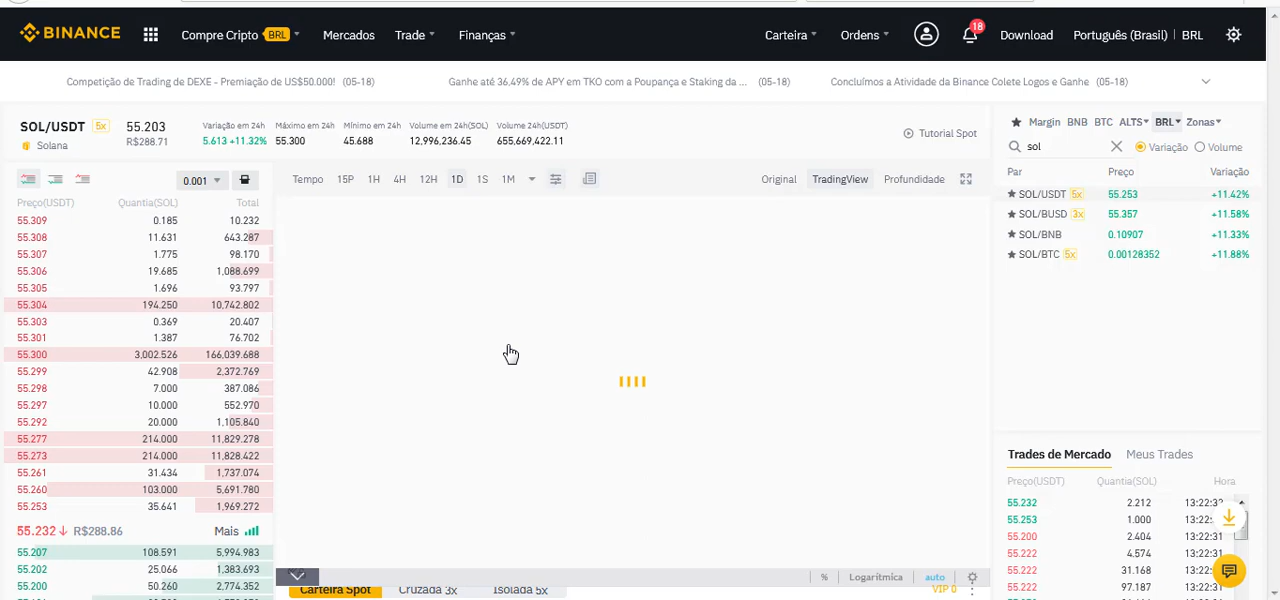 BINANCE Compre Cripto BRL Mercados Trade Finanças Carteira Ordens 18 Download Português (Brasil) BRL
Competição de Trading de DEXE - Premiação de US$50.000! (05-18) Ganhe até 36.49% de APY em TKO com a Poupança e Staking da ... (05-18) Concluímos a Atividade da Binance Colete Logos e Ganhe (05-18)
SOL/USDT 5x
Solana
55.203
R$288.71
Variação em 24h
5.613 +11.32%
Máximo em 24h
55.300
Mínimo em 24h
45.688
Volume em 24h(SOL)
12,996,236.45
Volume 24h(USDT)
655,669,422.11
Tutorial Spot
0.001
Preço(USDT) Quantia(SOL) Total
55.309 0.185 10.232
55.308 11.631 643.287
55.307 1.775 98.170
55.306 19.685 1,088.699
55.305 1.696 93.797
55.304 194.250 10,742.802
55.303 0.369 20.407
55.301 1.387 76.702
55.300 3,002.526 166,039.688
55.299 42.908 2,372.769
55.298 7.000 387.086
55.297 10.000 552.970
55.292 20.000 1,105.840
55.277 214.000 11,829.278
55.273 214.000 11,828.422
55.261 31.434 1,737.074
55.260 103.000 5,691.780
55.253 35.641 1,969.272
55.232 R$288.86 Mais
55.207 108.591 5,994.983
55.202 25.066 1,383.693
55.200 50.260 2,774.352
Tempo 15P 1H 4H 12H 1D 1S 1M Original TradingView Profundidade
% Logarítmica auto
Carteira Spot Cruzada 3x Isolada 5x VIP 0
Margin BNB BTC ALTS BRL Zonas
sol Variação Volume
Par Preço Variação
SOL/USDT 5x 55.253 +11.42%
SOL/BUSD 3x 55.357 +11.58%
SOL/BNB 0.10907 +11.33%
SOL/BTC 5x 0.00128352 +11.88%
Trades de Mercado Meus Trades
Preço(USDT) Quantia(SOL) Hora
55.232 2.212 13:22:32
55.253 1.000 13:22:
55.200 2.404 13:22:31
55.222 4.574 13:22:31
55.222 31.168 13:22:
55.222 97.187 13:22: